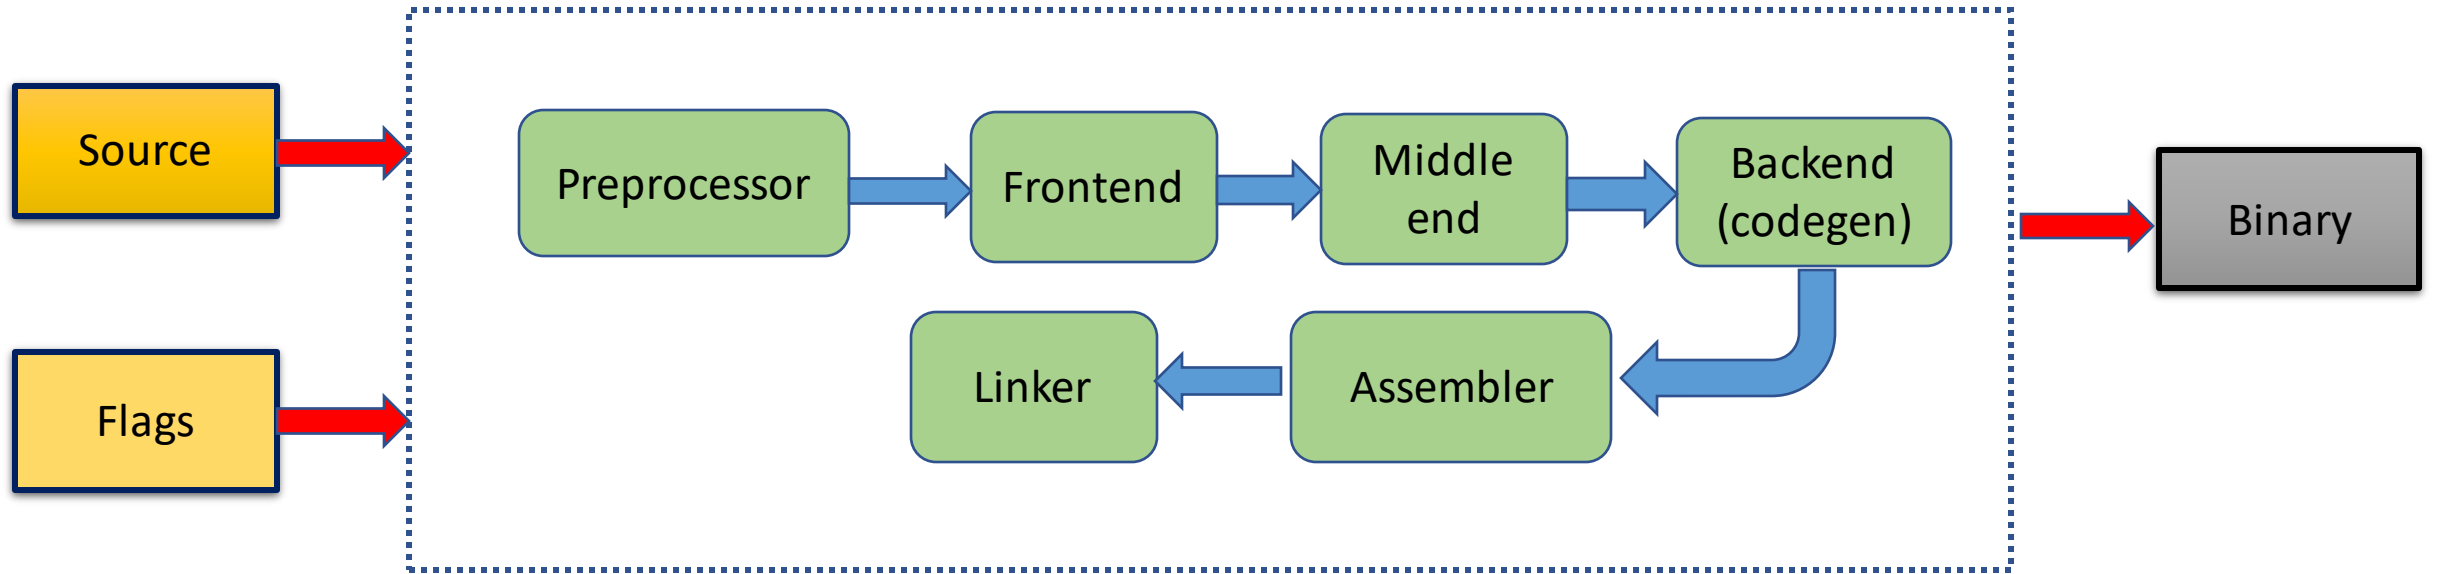 Source
Preprocessor
Frontend
Middle
end
Backend
(codegen)
Binary
Flags
Linker
Assembler